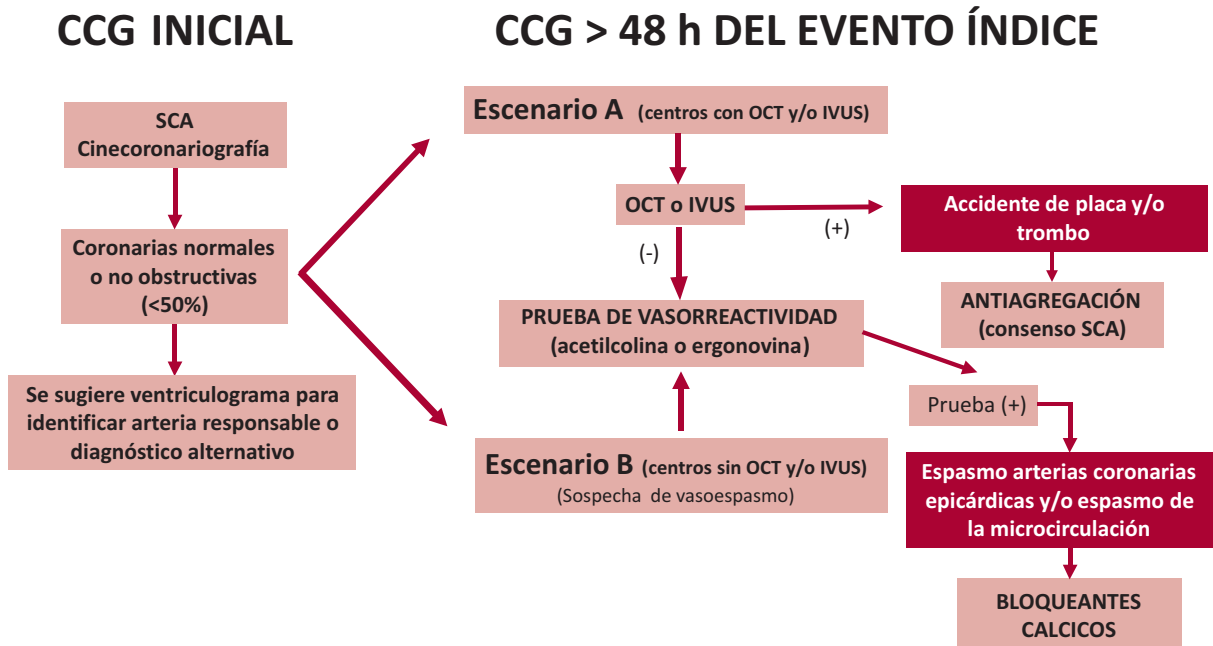 CCG INICIAL
CCG > 48 h DEL EVENTO ÍNDICE
SCA
Cinecoronariografía
Coronarias normales
o no obstructivas
(<50%)
Se sugiere ventriculograma para
identificar arteria responsable o
diagnóstico alternativo
Escenario A (centros con OCT y/o IVUS)
OCT o IVUS
(+)
(-)
Accidente de placa y/o
trombo
ANTIAGREGACIÓN
(consenso SCA)
PRUEBA DE VASORREACTIVIDAD
(acetilcolina o ergonovina)
Prueba (+)
Escenario B (centros sin OCT y/o IVUS)
(Sospecha de vasoespasmo)
Espasmo arterias coronarias
epicárdicas y/o espasmo de
la microcirculación
BLOQUEANTES
CALCICOS